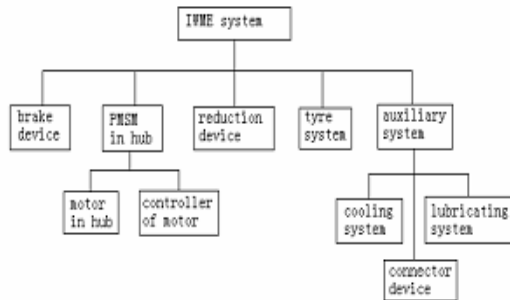 IWME system
brake
device
PMSM
in hub
reduction
device
tyre
system
auxiliary
system
motor
in hub
controller
of motor
cooling
system
lubricating
system
connector
device